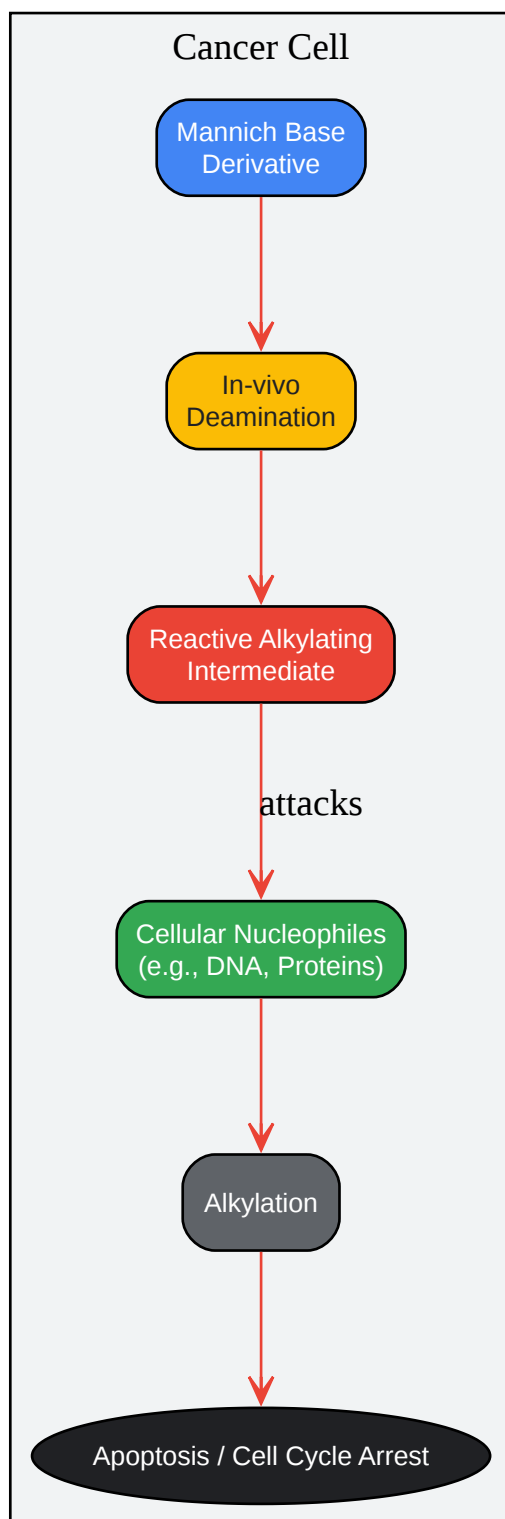 Cancer Cell
Mannich Base
Derivative
In-vivo
Deamination
Reactive Alkylating
Intermediate
attacks
Cellular Nucleophiles
(e.g., DNA, Proteins)
Alkylation
Apoptosis / Cell Cycle Arrest